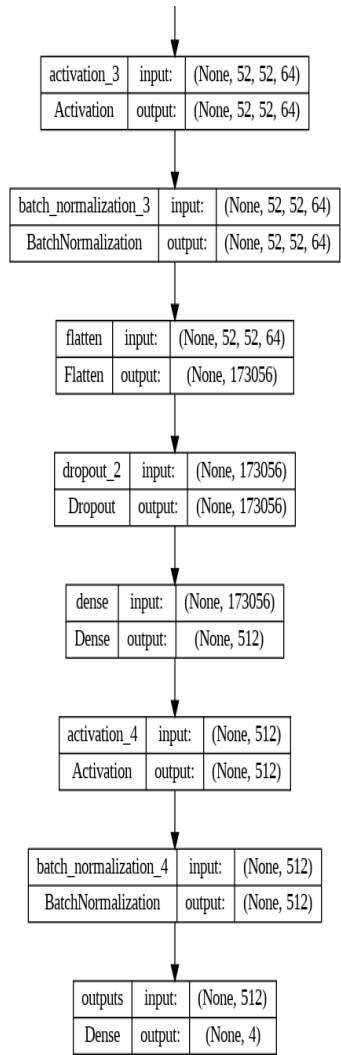 activation_3 input: (None, 52, 52, 64)
Activation output: (None, 52, 52, 64)
batch_normalization_3 input: (None, 52, 52, 64)
BatchNormalization output: (None, 52, 52, 64)
flatten input: (None, 52, 52, 64)
Flatten output: (None, 173056)
dropout_2 input: (None, 173056)
Dropout output: (None, 173056)
dense input: (None, 173056)
Dense output: (None, 512)
activation_4 input: (None, 512)
Activation output: (None, 512)
batch_normalization_4 input: (None, 512)
BatchNormalization output: (None, 512)
outputs input: (None, 512)
Dense output: (None, 4)